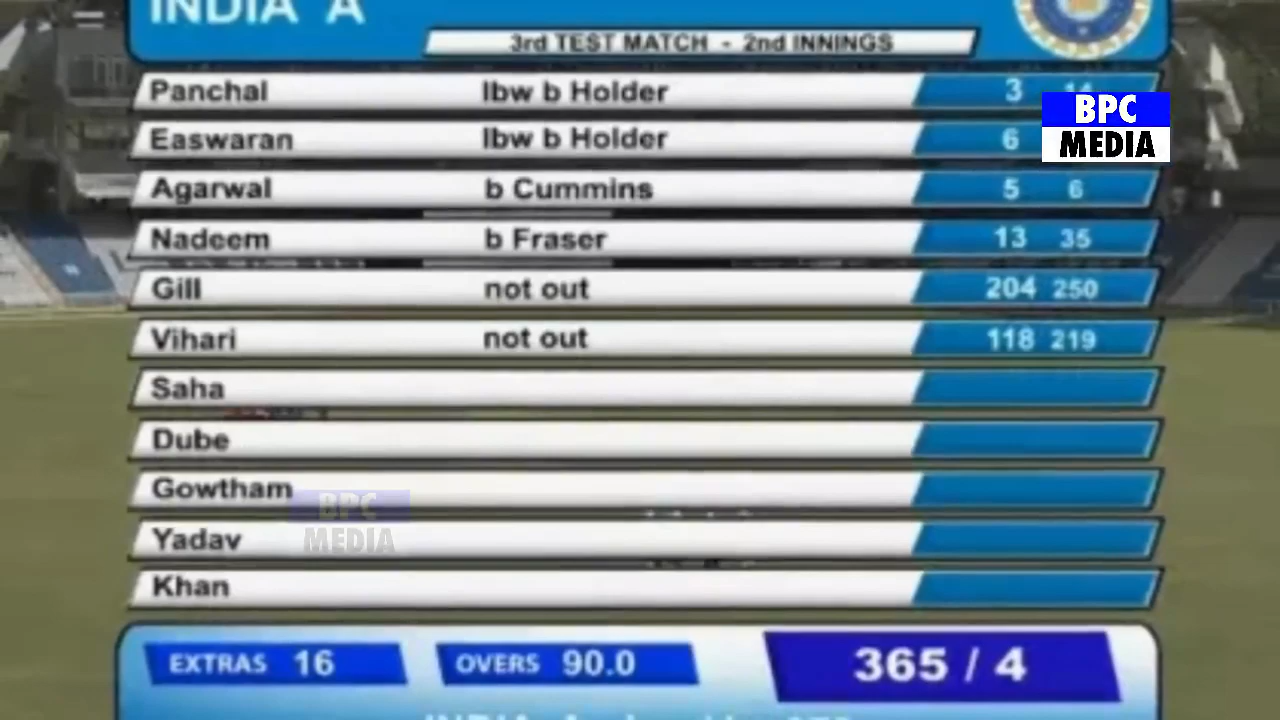 INDIA A
3rd TEST MATCH - 2nd INNINGS
Panchal lbw b Holder 3
Easwaran lbw b Holder 6
BPC
MEDIA
Agarwal b Cummins 5 6
Nadeem b Fraser 13 35
Gill not out 204 250
Vihari not out 118 219
Saha
Dube
Gowtham
BPC
MEDIA
Yadav
Khan
EXTRAS 16 OVERS 90.0 365 / 4